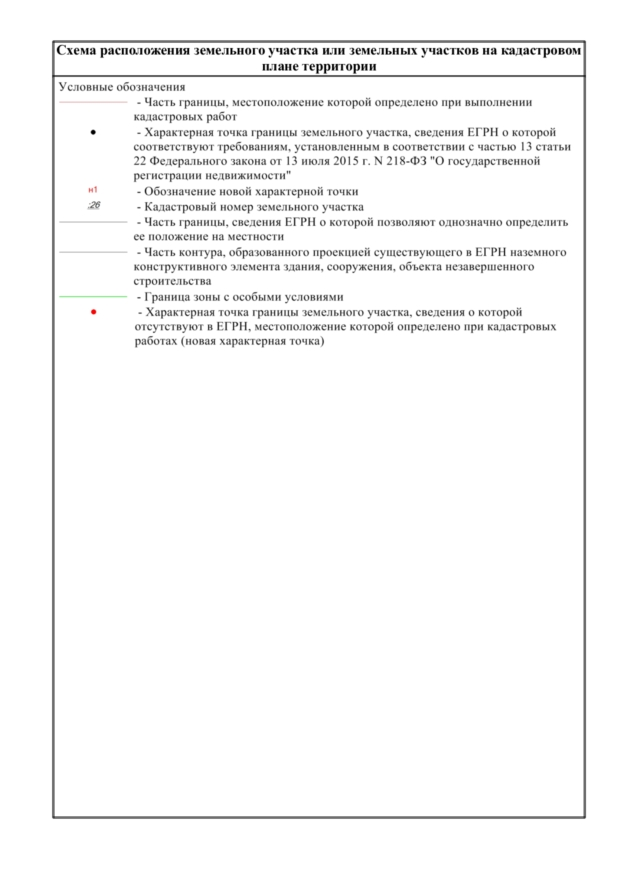 Схема расположения земельного участка или земельных участков на кадастровом
плане территории
Условные обозначения
- Часть границы, местоположение которой определено при выполнении
кадастровых работ
- Характерная точка границы земельного участка, сведения ЕГРН о которой
соответствуют требованиям, установленным в соответствии с частью 13 статьи
22 Федерального закона от 13 июля 2015 г. N 218-ФЗ "О государственной
регистрации недвижимости"
н1 - Обозначение новой характерной точки
:26 - Кадастровый номер земельного участка
- Часть границы, сведения ЕГРН о которой позволяют однозначно определить
ее положение на местности
- Часть контура, образованного проекцией существующего в ЕГРН наземного
конструктивного элемента здания, сооружения, объекта незавершенного
строительства
- Граница зоны с особыми условиями
- Характерная точка границы земельного участка, сведения о которой
отсутствуют в ЕГРН, местоположение которой определено при кадастровых
работах (новая характерная точка)